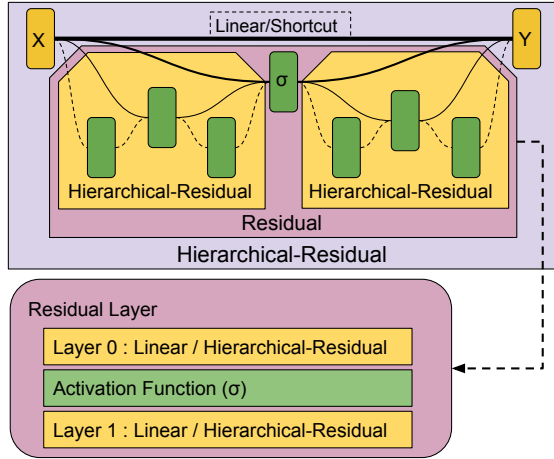 Linear/Shortcut
X
Y
σ
Hierarchical-Residual
Hierarchical-Residual
Residual
Hierarchical-Residual
Residual Layer
Layer 0 : Linear / Hierarchical-Residual
Activation Function (σ)
Layer 1 : Linear / Hierarchical-Residual